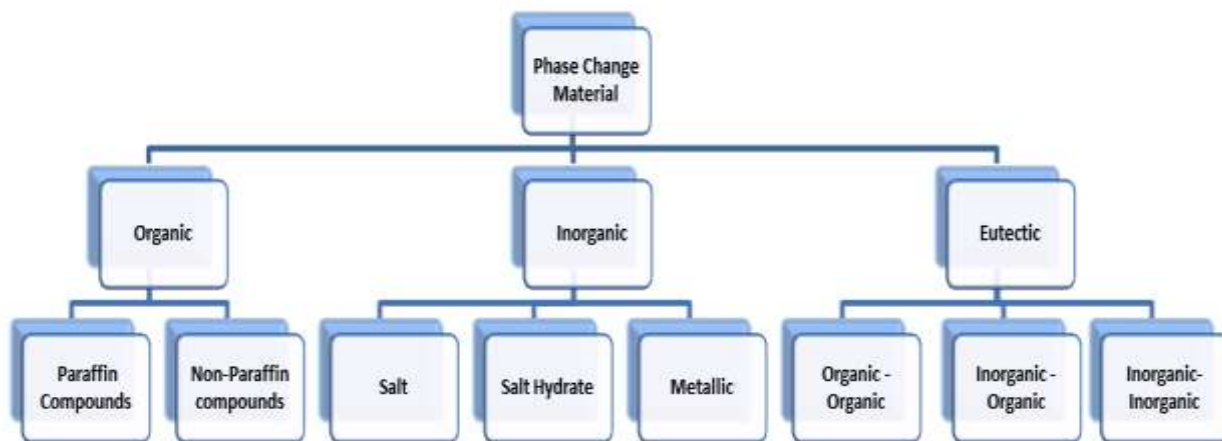 Phase Change
Material
Organic
Inorganic
Eutectic
Paraffin
Compounds
Non-Paraffin
compounds
Salt
Salt Hydrate
Metallic
Organic -
Organic
Inorganic -
Organic
Inorganic-
Inorganic